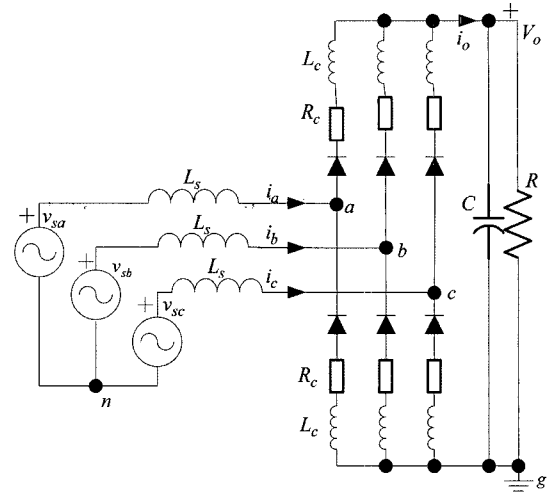 +
L_c
i_o
V_o
R_c
L_s
+
v_sa
i_a
a
C
R
L_s
i_b
b
+
v_sb
L_s
i_c
c
+
v_sc
R_c
n
L_c
g